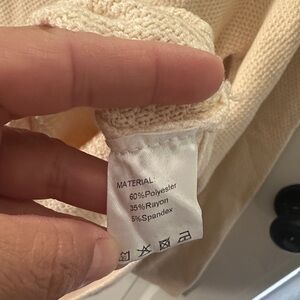 MATERIAL:
60%Polyester
35%Rayon
5%Spandex